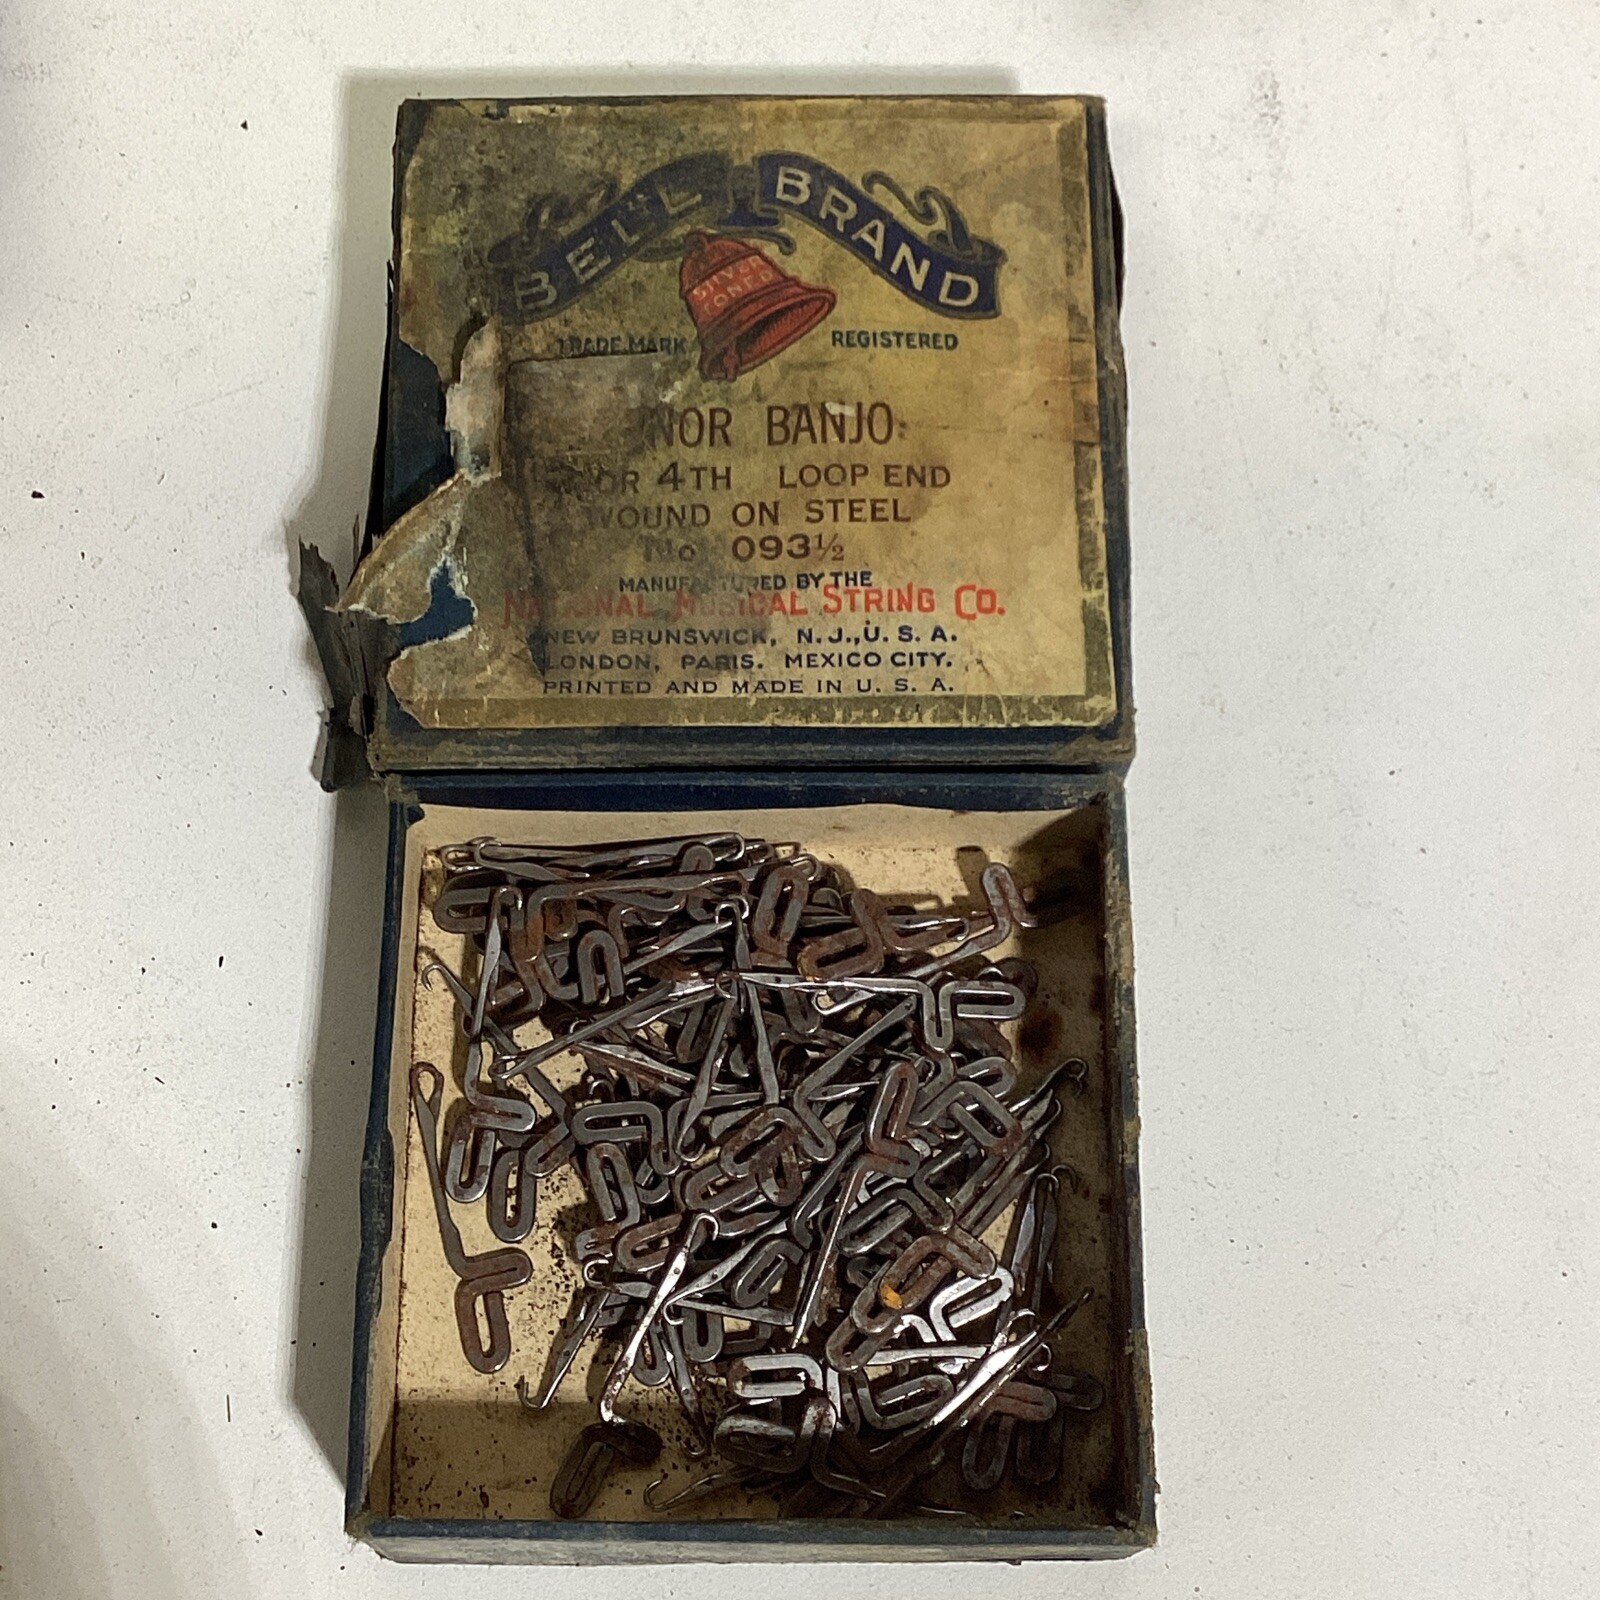 BELL BRAND
SILVER
TONED
TRADE MARK REGISTERED
NOR BANJO
OR 4TH LOOP END
WOUND ON STEEL
No 093½
MANUFACTURED BY THE
NATIONAL MUSICAL STRING CO.
NEW BRUNSWICK, N. J., U. S. A.
LONDON, PARIS. MEXICO CITY.
PRINTED AND MADE IN U. S. A.